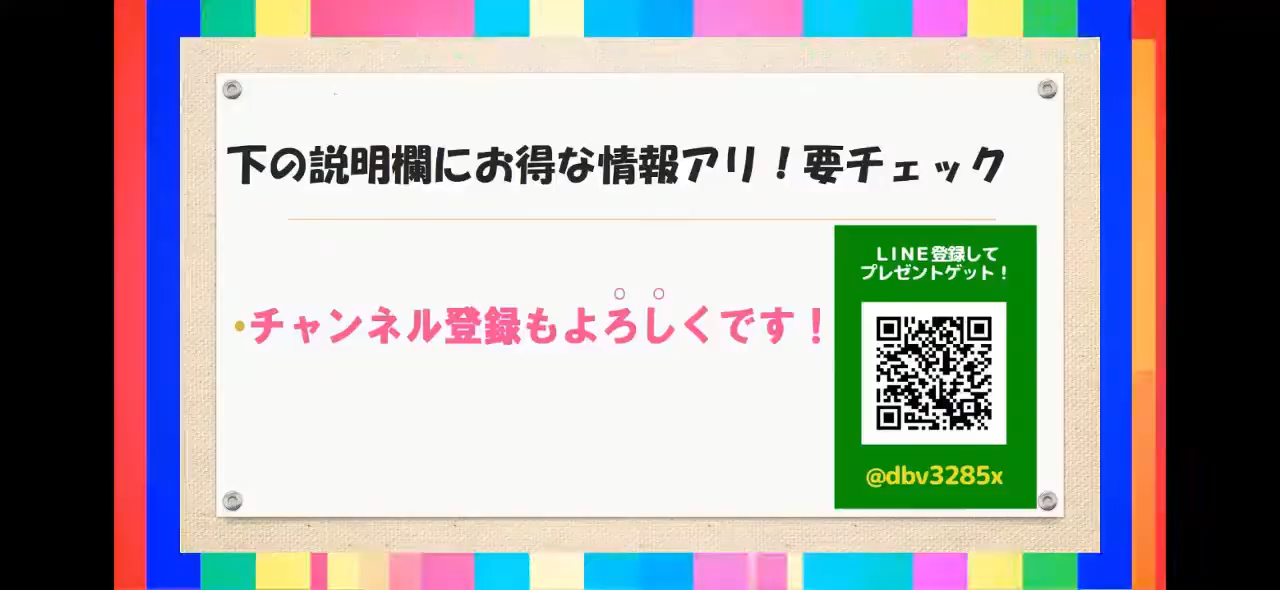 下の説明欄にお得な情報アリ！要チェック
•チャンネル登録もよろしくです！
LINE登録して
プレゼントゲット！
@dbv3285x